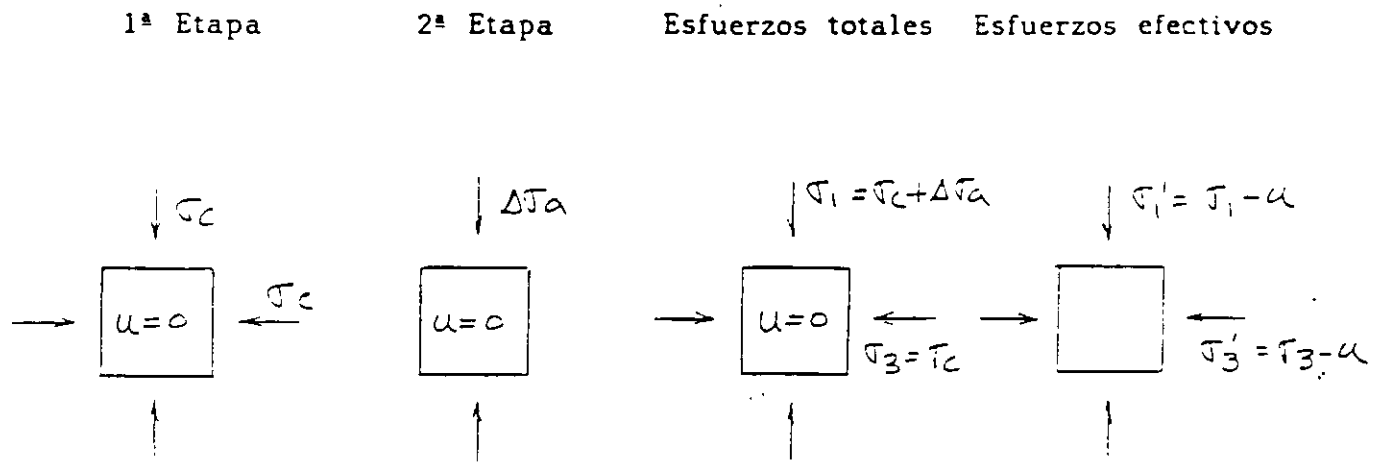 1ª Etapa 2ª Etapa Esfuerzos totales Esfuerzos efectivos
σc Δσa σ1 = σc + Δσa σ1' = σ1 - u
σc
u=0 u=0 u=0
σ3 = σc σ3' = σ3 - u